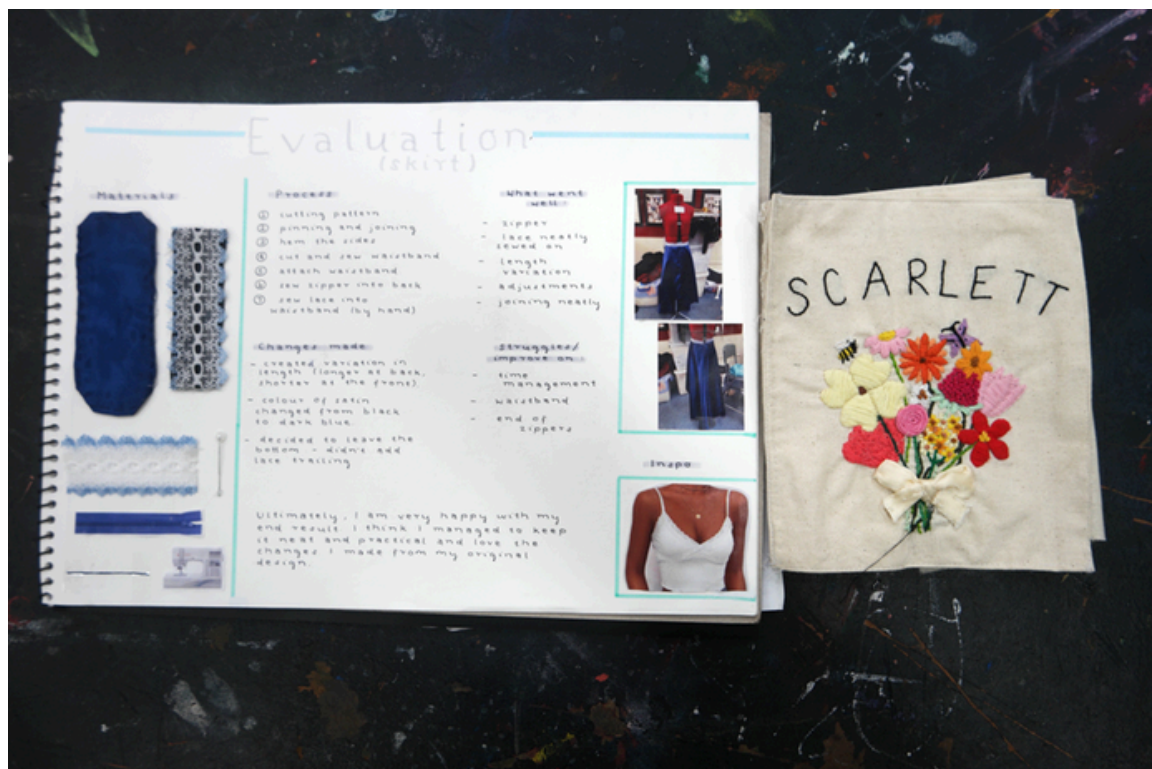 Evaluation
(skirt)
Materials
Process
① cutting pattern
② pinning and joining
③ hem the sides
④ cut and sew waistband
⑤ attach waistband
⑥ sew zipper into back
⑦ sew lace into
waistband (by hand)
Changes made
- created variation in
length (longer at back,
shorter at the front).
- colour of satin
changed from black
to dark blue.
- decided to leave the
bottom - didn't add
lace trailing
What went
well
- zipper
- lace neatly
sewed on
- length
variation
- adjustments
- joining neatly
Struggles/
improve on
- time
management
- waistband
- end of
zippers
Ultimately, I am very happy with my
end result. I think I managed to keep
it neat and practical and love the
changes I made from my original
design.
Inspo
SCARLETT